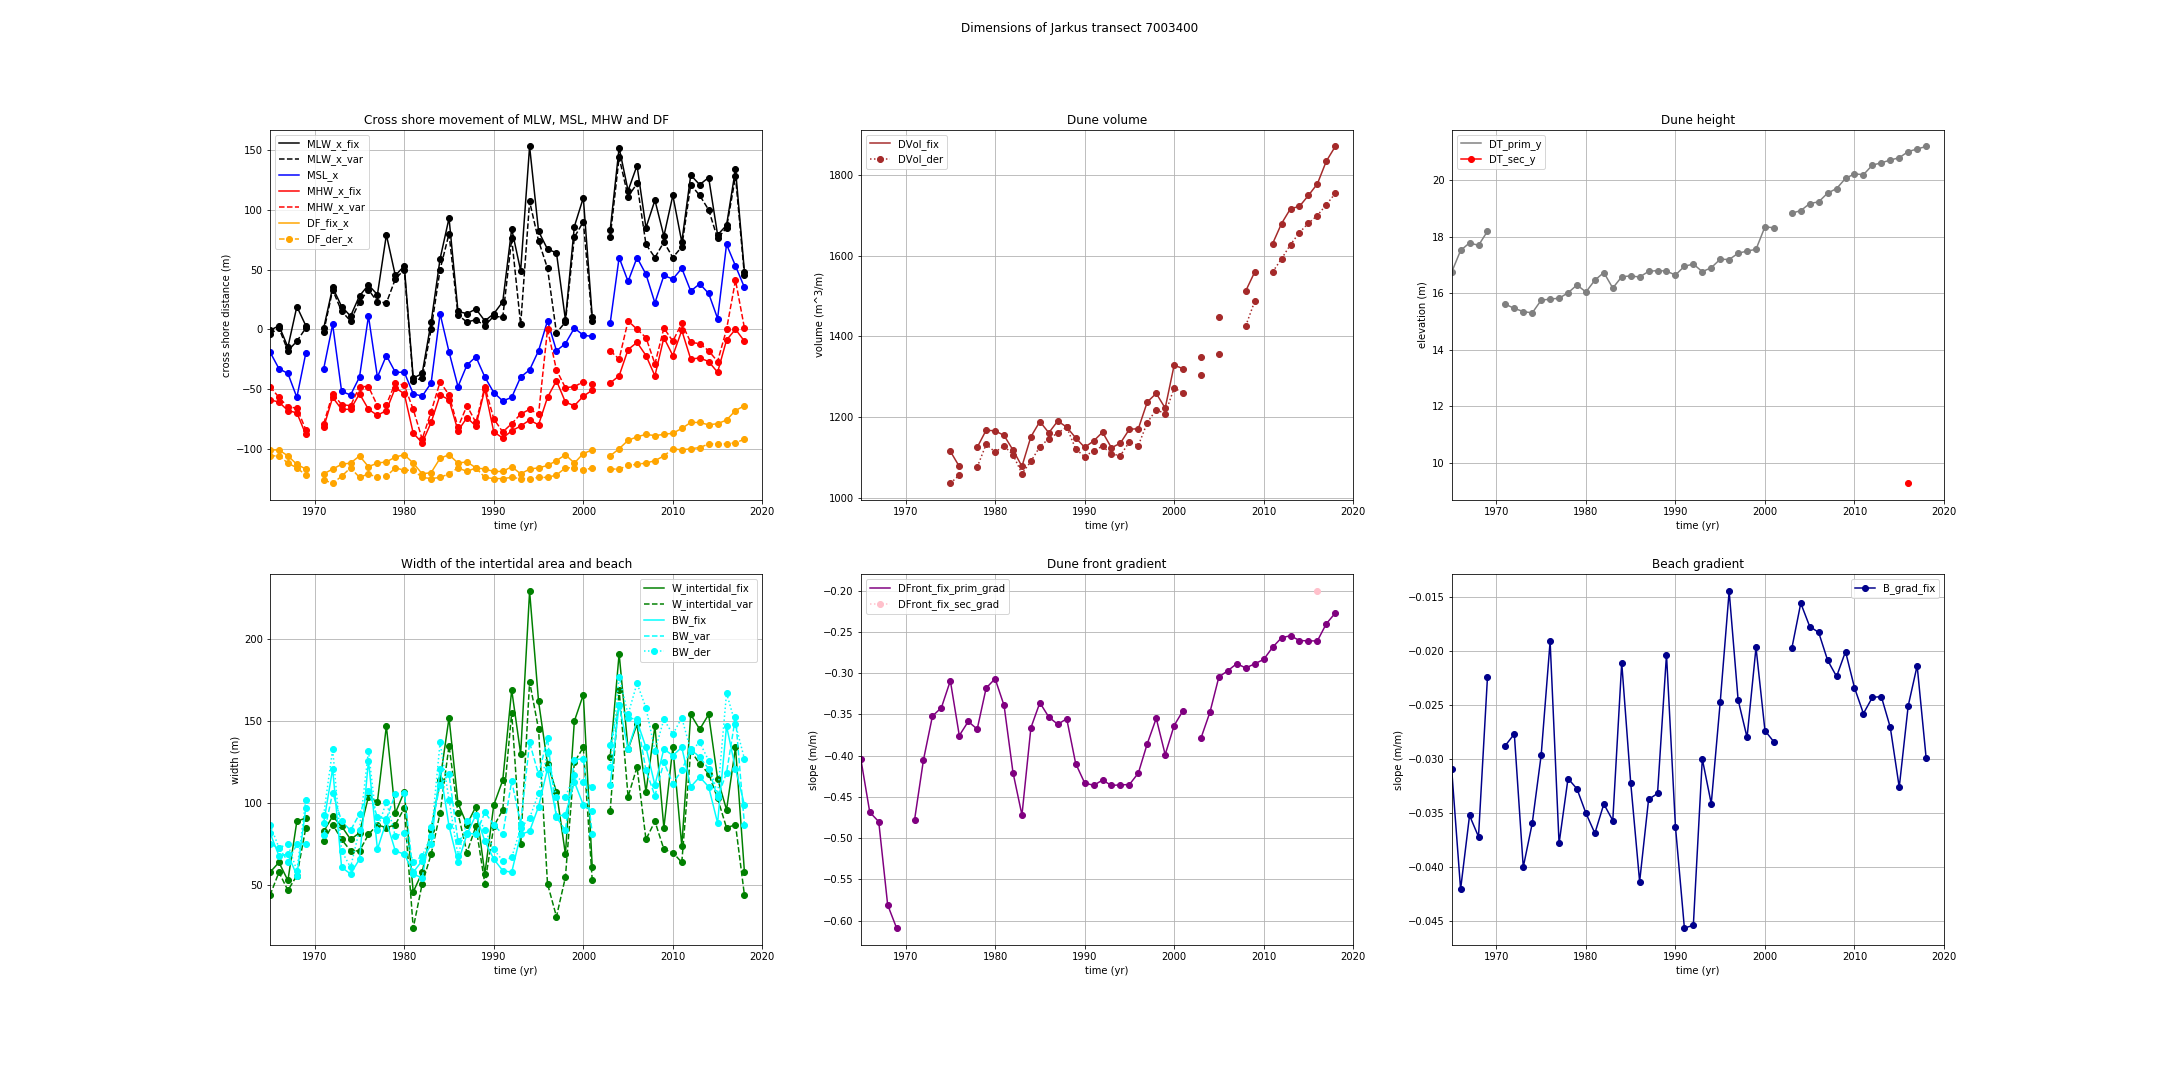 Dimensions of Jarkus transect 7003400
Cross shore movement of MLW, MSL, MHW and DF
MLW_x_fix
MLW_x_var
MSL_x
MHW_x_fix
MHW_x_var
DF_fix_x
DF_der_x
150
100
50
0
−50
−100
cross shore distance (m)
1970 1980 1990 2000 2010 2020
time (yr)
Dune volume
DVol_fix
DVol_der
1800
1600
1400
1200
1000
volume (m^3/m)
1970 1980 1990 2000 2010 2020
time (yr)
Dune height
DT_prim_y
DT_sec_y
20
18
16
14
12
10
elevation (m)
1970 1980 1990 2000 2010 2020
time (yr)
Width of the intertidal area and beach
W_intertidal_fix
W_intertidal_var
BW_fix
BW_var
BW_der
200
150
100
50
width (m)
1970 1980 1990 2000 2010 2020
time (yr)
Dune front gradient
DFront_fix_prim_grad
DFront_fix_sec_grad
−0.20
−0.25
−0.30
−0.35
−0.40
−0.45
−0.50
−0.55
−0.60
slope (m/m)
1970 1980 1990 2000 2010 2020
time (yr)
Beach gradient
B_grad_fix
−0.015
−0.020
−0.025
−0.030
−0.035
−0.040
−0.045
slope (m/m)
1970 1980 1990 2000 2010 2020
time (yr)